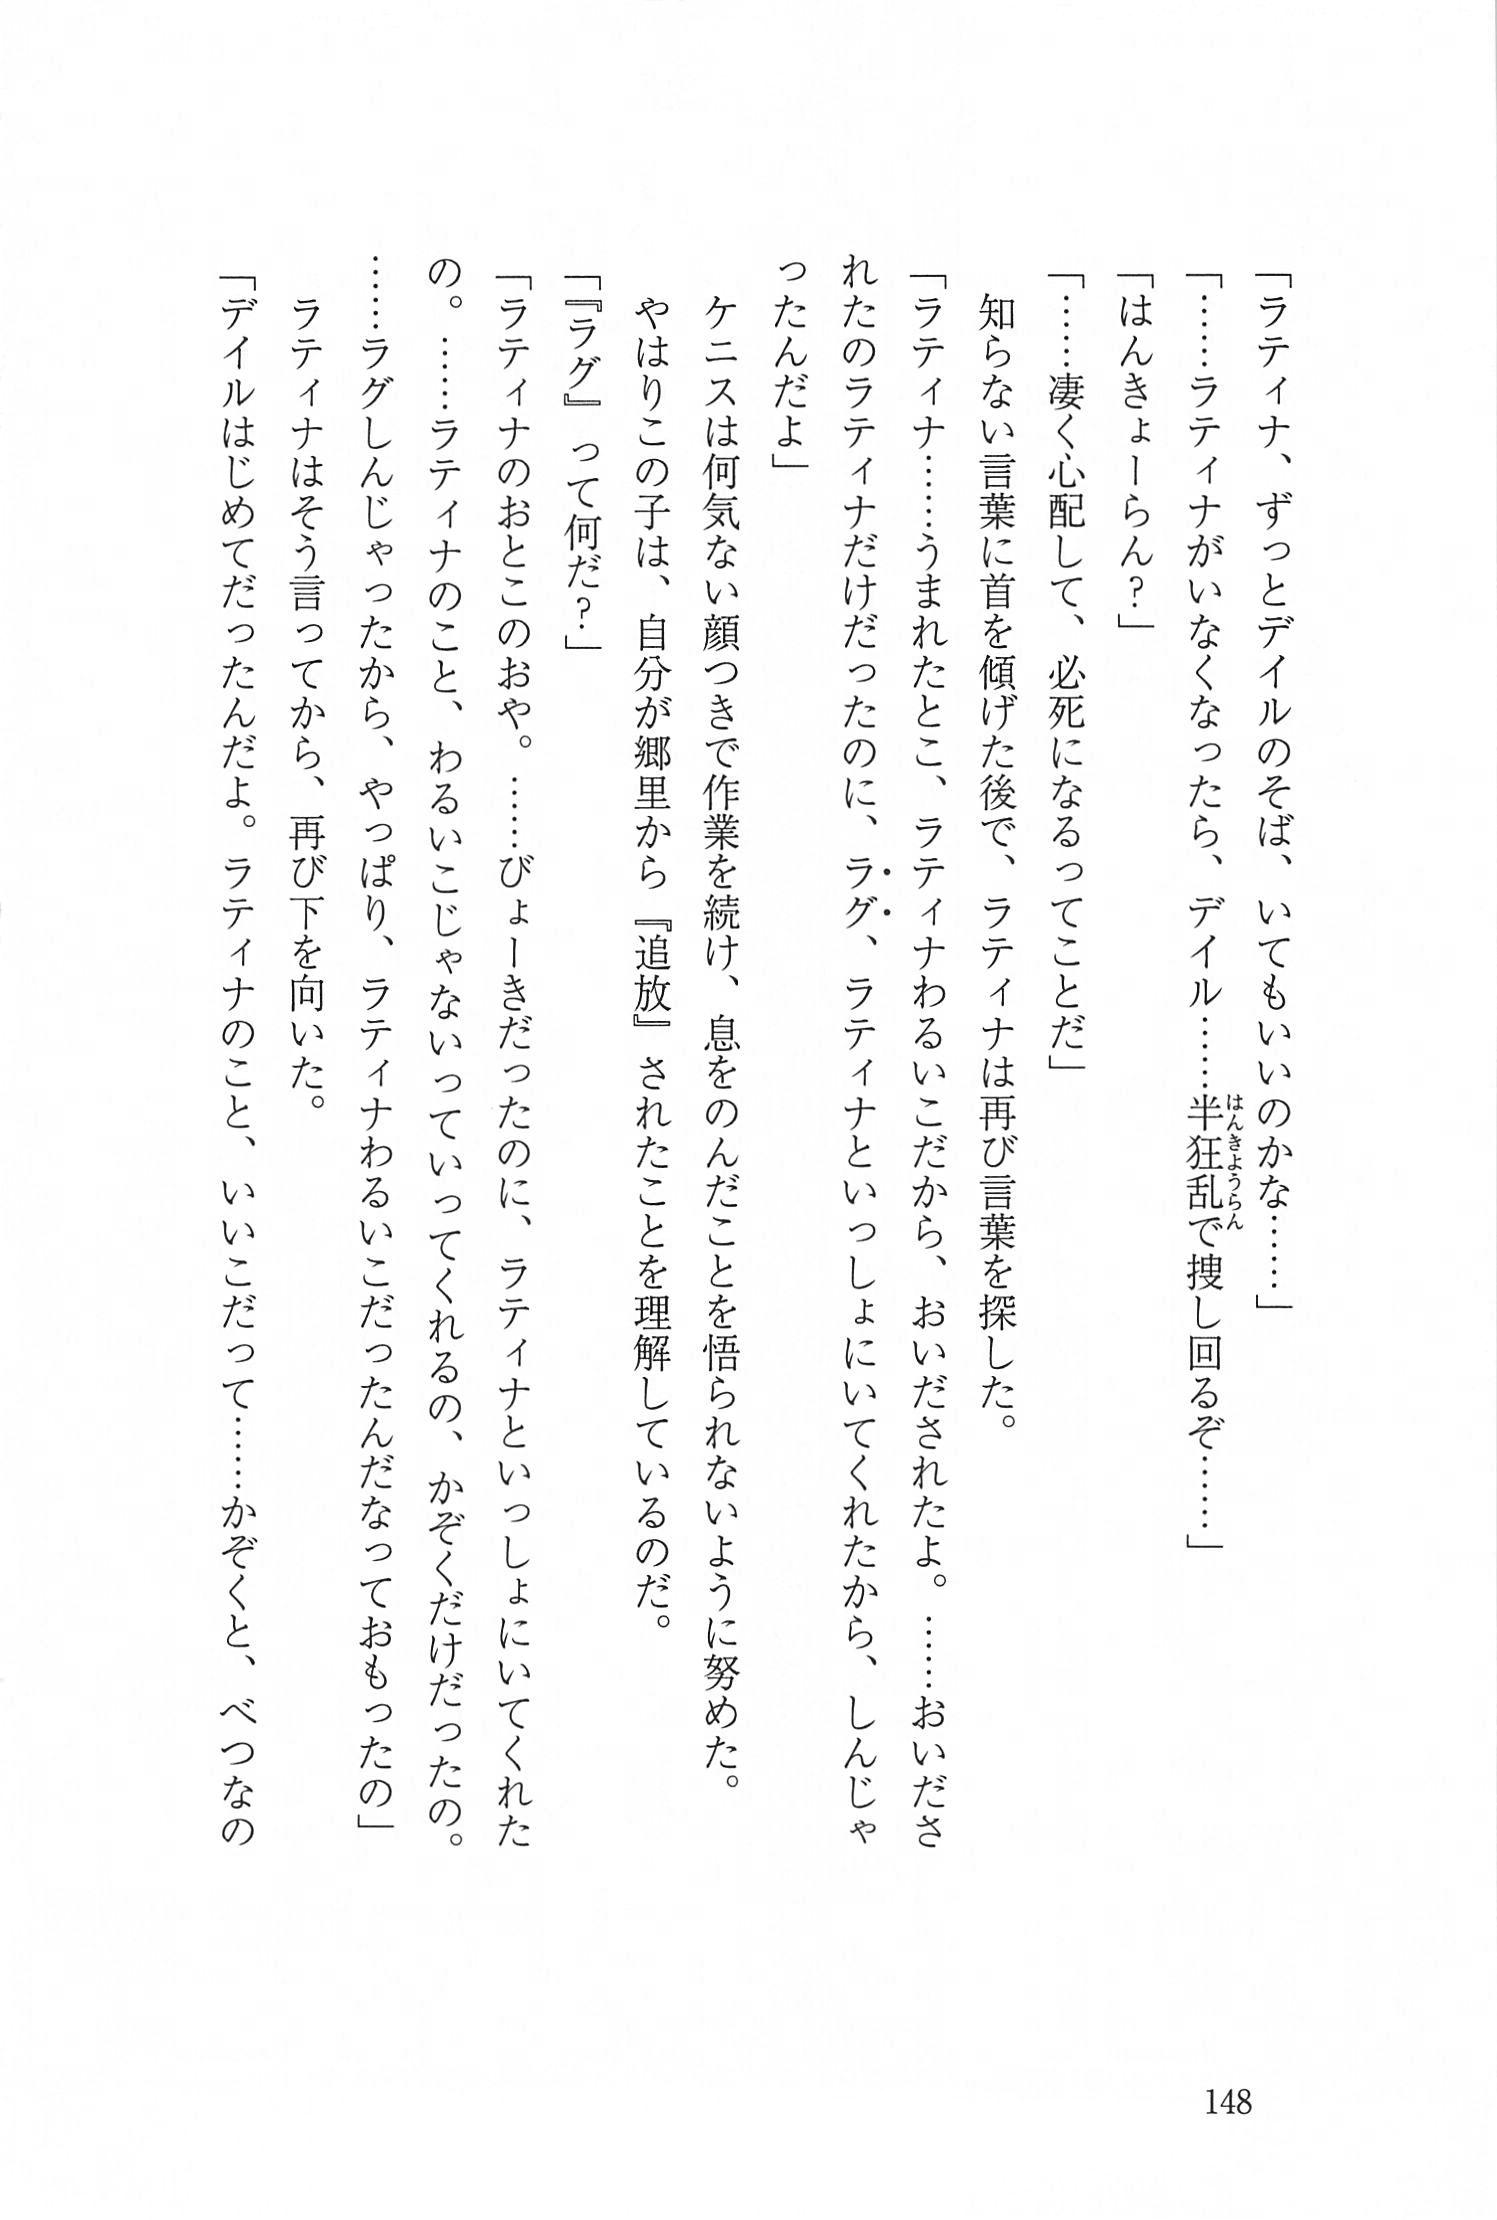 「ラティナ、ずっとデイルのそば、いてもいいのかな……」
「……ラティナがいなくなったら、デイル……半狂乱で捜し回るぞ……」
はんきようらん
「はんきょーらん?」
「……凄く心配して、必死になるってことだ」
知らない言葉に首を傾げた後で、ラティナは再び言葉を探した。
「ラティナ……うまれたとこ、ラティナわるいこだから、おいだされたよ。……おいださ
れたのラティナだけだったのに、ラグ、ラティナといっしょにいてくれたから、しんじゃ
ったんだよ」
ケニスは何気ない顔つきで作業を続け、息をのんだことを悟られないように努めた。
やはりこの子は、自分が郷里から『追放』されたことを理解しているのだ。
「『ラグ』って何だ?」
「ラティナのおとこのおや。……びょーきだったのに、ラティナといっしょにいてくれた
の。……ラティナのこと、わるいこじゃないっていってくれるの、かぞくだけだったの。
……ラグしんじゃったから、やっぱり、ラティナわるいこだったんだなっておもったの」
ラティナはそう言ってから、再び下を向いた。
「デイルはじめてだったんだよ。ラティナのこと、いいこだって……かぞくと、べつなの
148